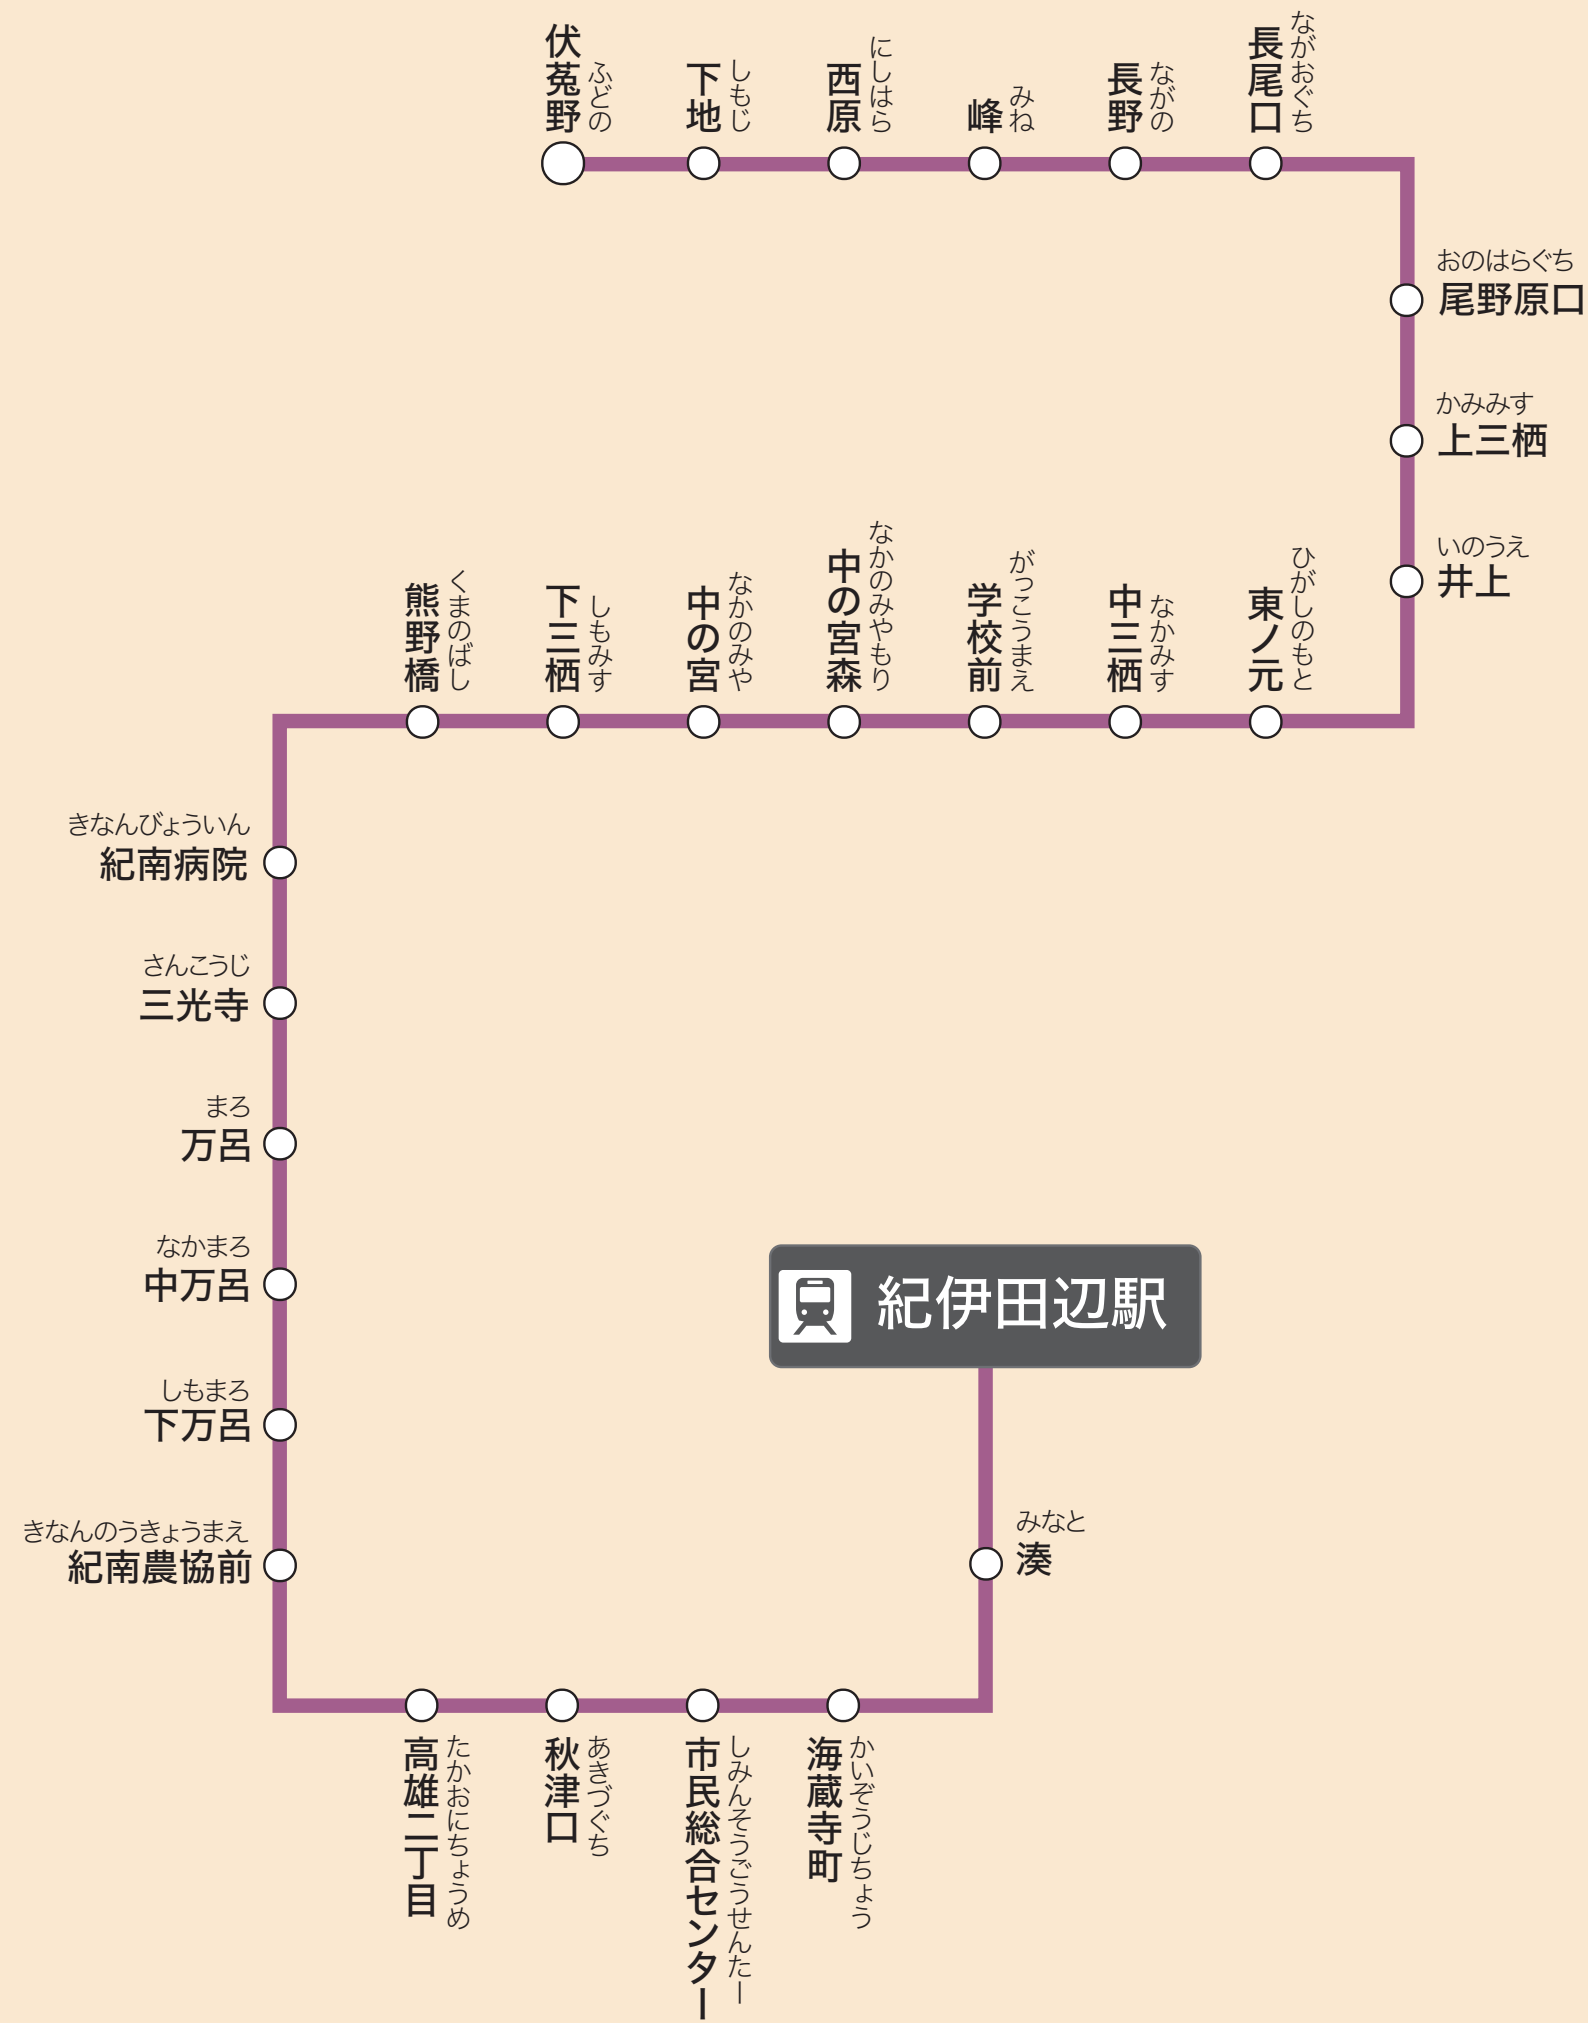 伏菟野
ふどの
下地
しもじ
西原
にしはら
峰
みね
長野
ながの
長尾口
ながおぐち
おのはらぐち
尾野原口
かみみす
上三栖
いのうえ
井上
東ノ元
ひがしのもと
中三栖
なかみす
学校前
がっこうまえ
中の宮森
なかのみやもり
中の宮
なかのみや
下三栖
しもみす
熊野橋
くまのばし
きなんびょういん
紀南病院
さんこうじ
三光寺
まろ
万呂
なかまろ
中万呂
しもまろ
下万呂
きなんのうきょうまえ
紀南農協前
高雄二丁目
たかおにちょうめ
秋津口
あきづぐち
市民総合センター
しみんそうごうせんたー
海蔵寺町
かいぞうじちょう
みなと
湊
紀伊田辺駅